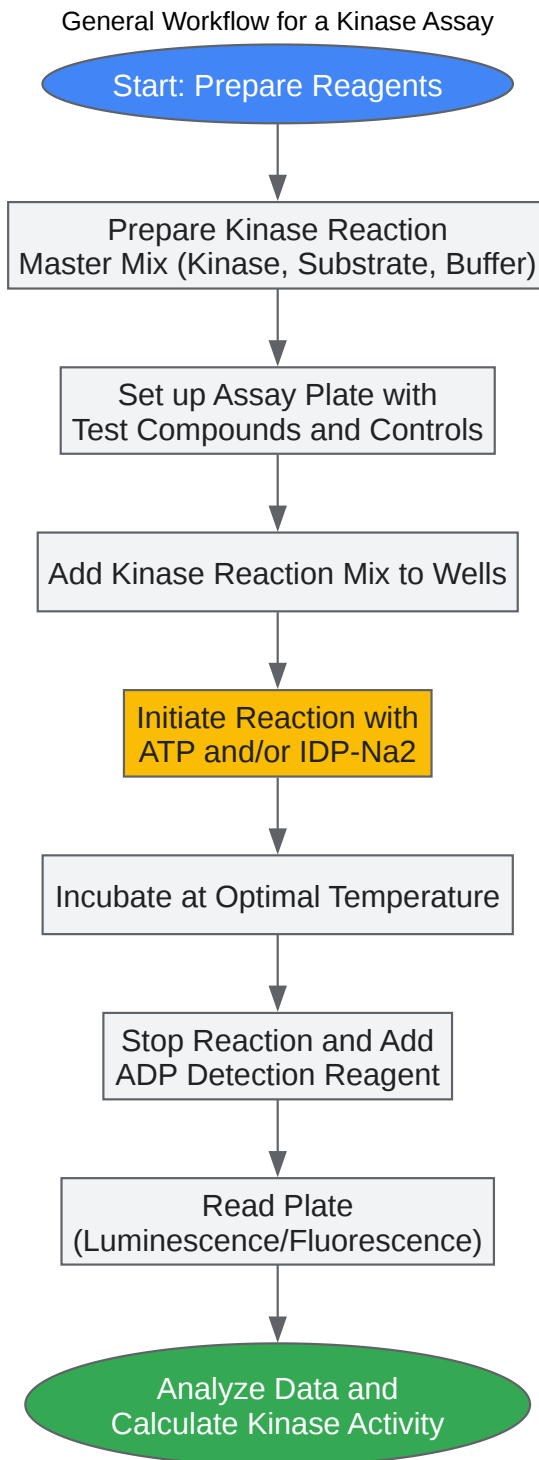 General Workflow for a Kinase Assay
Start: Prepare Reagents
Prepare Kinase Reaction
Master Mix (Kinase, Substrate, Buffer)
Set up Assay Plate with
Test Compounds and Controls
Add Kinase Reaction Mix to Wells
Initiate Reaction with
ATP and/or IDP-Na2
Incubate at Optimal Temperature
Stop Reaction and Add
ADP Detection Reagent
Read Plate
(Luminescence/Fluorescence)
Analyze Data and
Calculate Kinase Activity